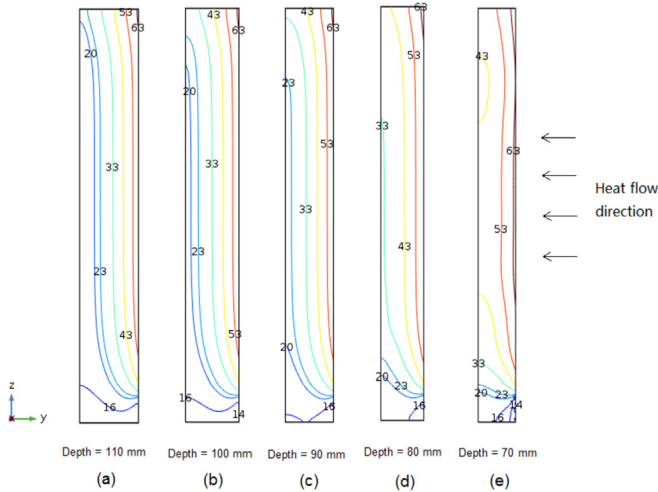 53
43
43
63
63
63
63
53
43
20
20
23
33
63
53
33
33
33
53
43
23
23
43
53
20
33
20
23
20
23
16
16
14
16
16
14
16
Heat flow
direction
z
y
Depth = 110 mm
Depth = 100 mm
Depth = 90 mm
Depth = 80 mm
Depth = 70 mm
(a)
(b)
(c)
(d)
(e)